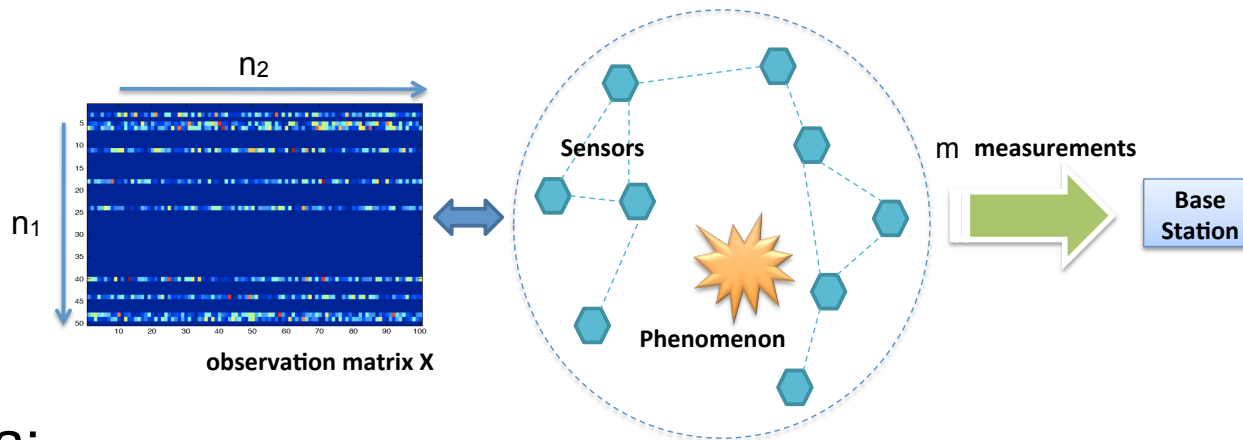 n2
n1
5
10
15
20
25
30
35
40
45
50
10 20 30 40 50 60 70 80 90 100
observation matrix X
Sensors
Phenomenon
m measurements
Base
Station